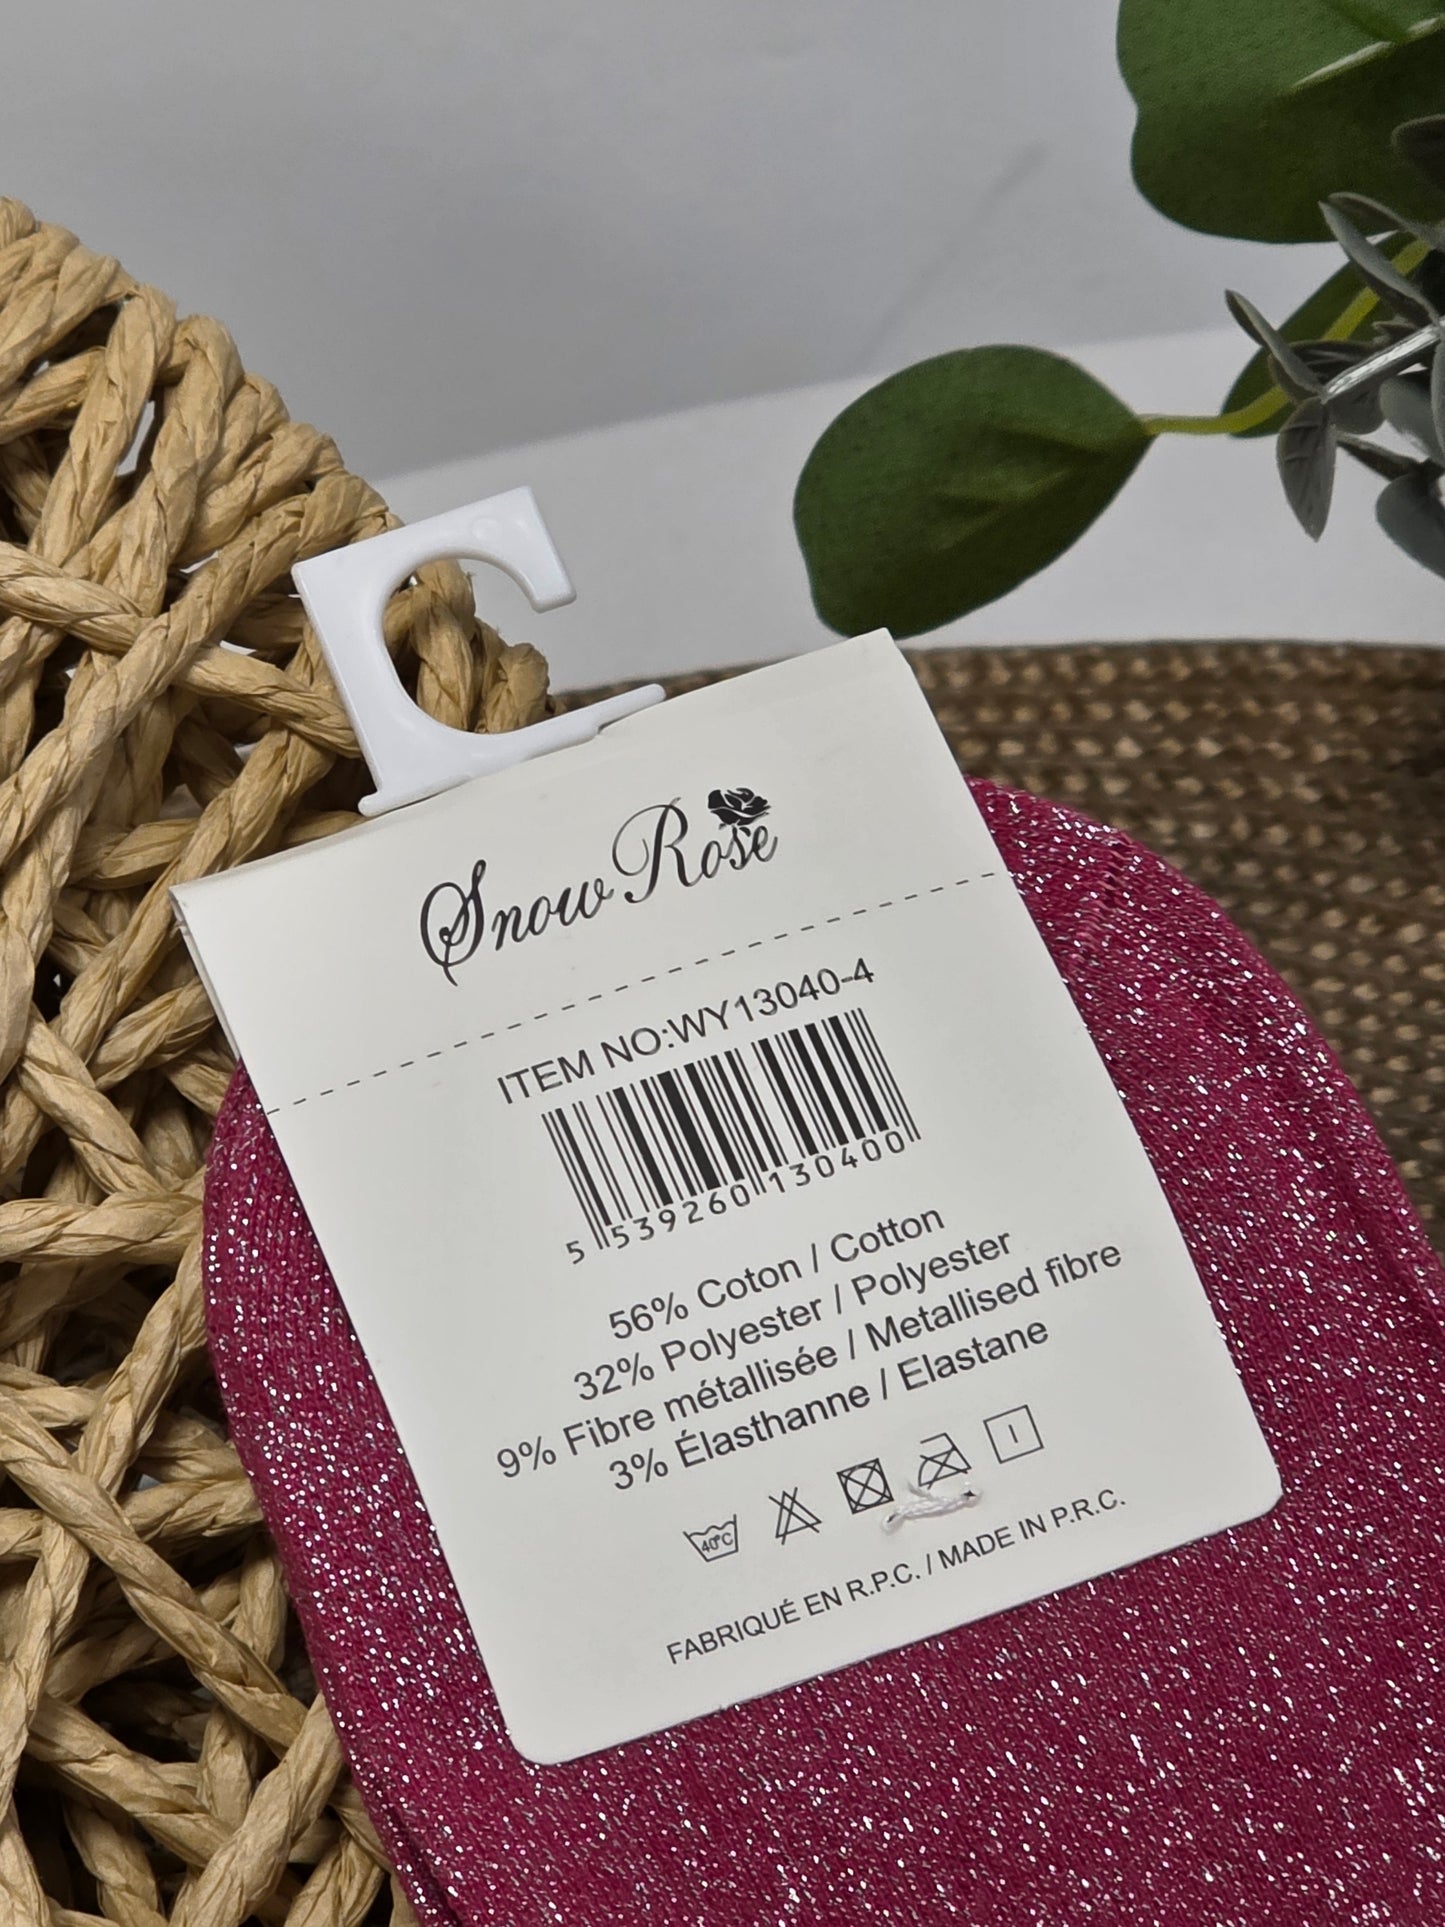 Snow Rose
ITEM NO:WY13040-4
5 539260 130400
56% Coton / Cotton
32% Polyester / Polyester
9% Fibre métallisée / Metallised fibre
3% Élasthanne / Elastane
40°C
FABRIQUÉ EN R.P.C. / MADE IN P.R.C.